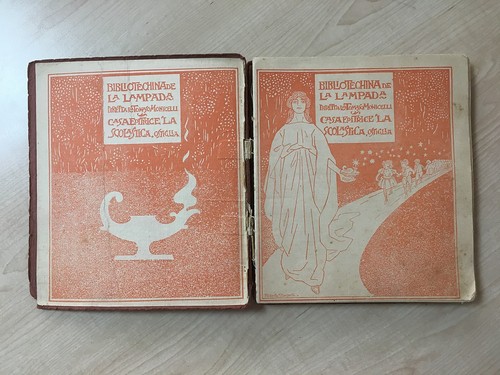 BIBLIOTECHINA DE
LA LAMPADA
DIRETTA DA TOMASO MONICELLI
CASA EDITRICE "LA
SCOLASTICA, OSTIGLIA
BIBLIOTECHINA DE
LA LAMPADA
DIRETTA DA TOMASO MONICELLI
CASA EDITRICE "LA
SCOLASTICA, OSTIGLIA